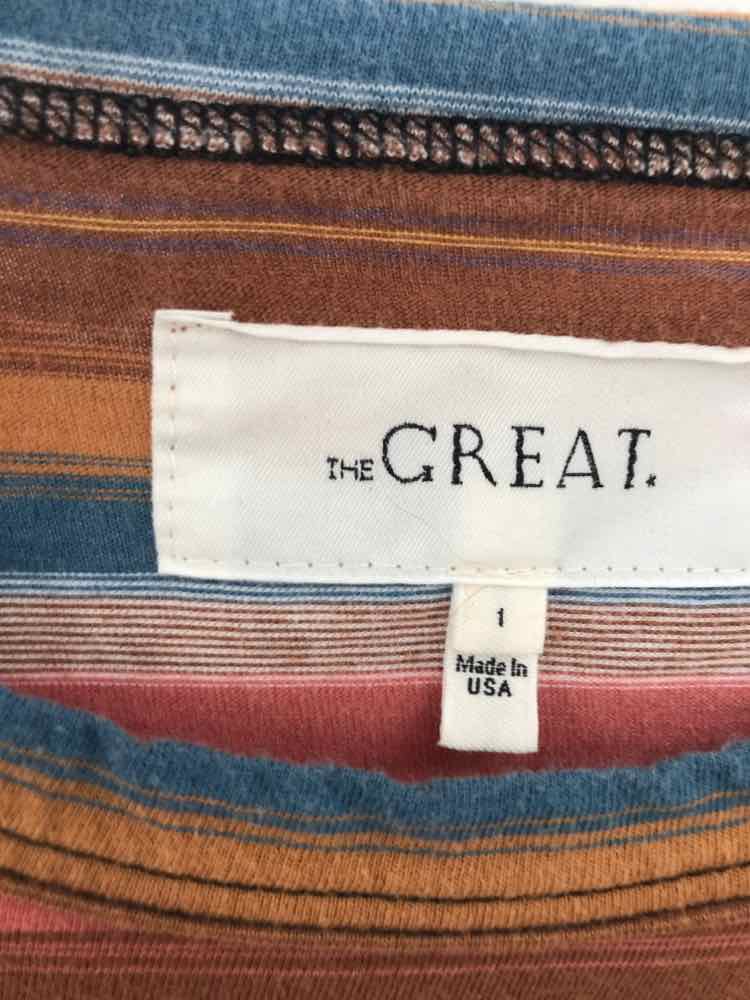 THE GREAT.
1
Made In
USA